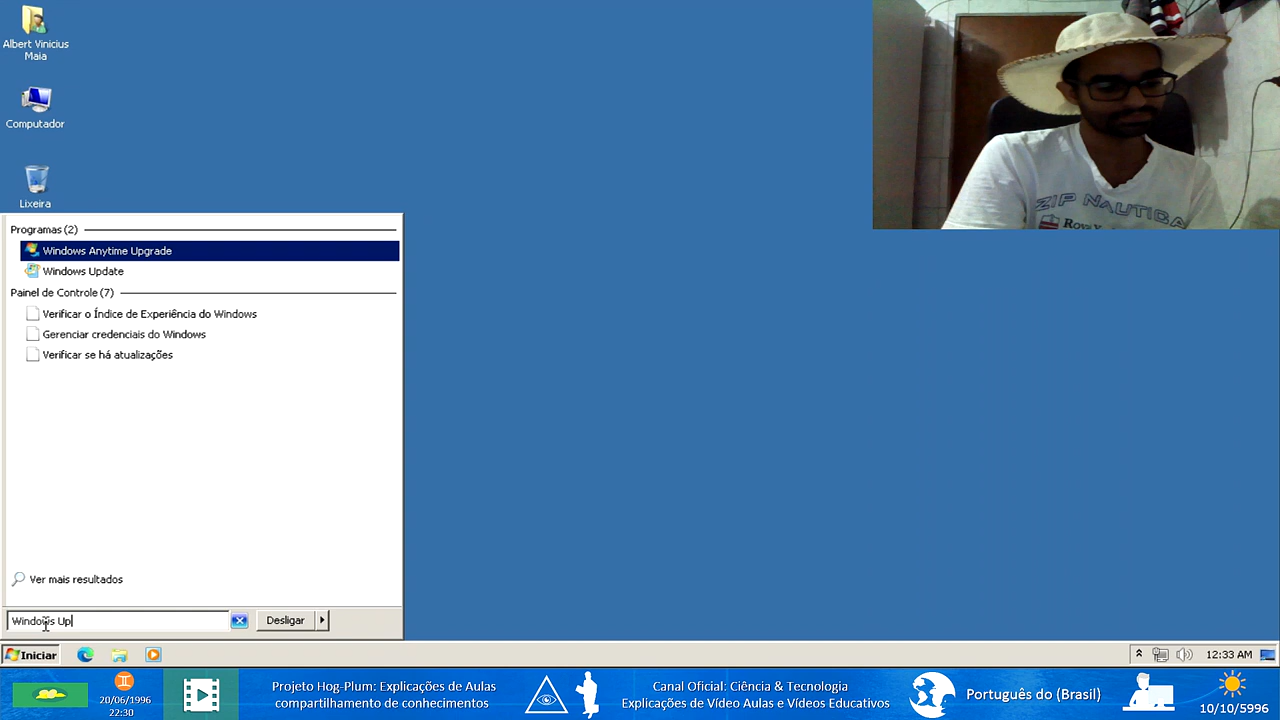 Albert Vinicius
Maia
Computador
Lixeira
ZIP NAUTICA
Programas (2)
Windows Anytime Upgrade
Windows Update
Painel de Controle (7)
Verificar o Índice de Experiência do Windows
Gerenciar credenciais do Windows
Verificar se há atualizações
Ver mais resultados
Windows Up
Desligar
Iniciar
12:33 AM
20/06/1996
22:30
Projeto Hog-Plum: Explicações de Aulas
compartilhamento de conhecimentos
Canal Oficial: Ciência & Tecnologia
Explicações de Vídeo Aulas e Vídeos Educativos
Português do (Brasil)
10/10/5996